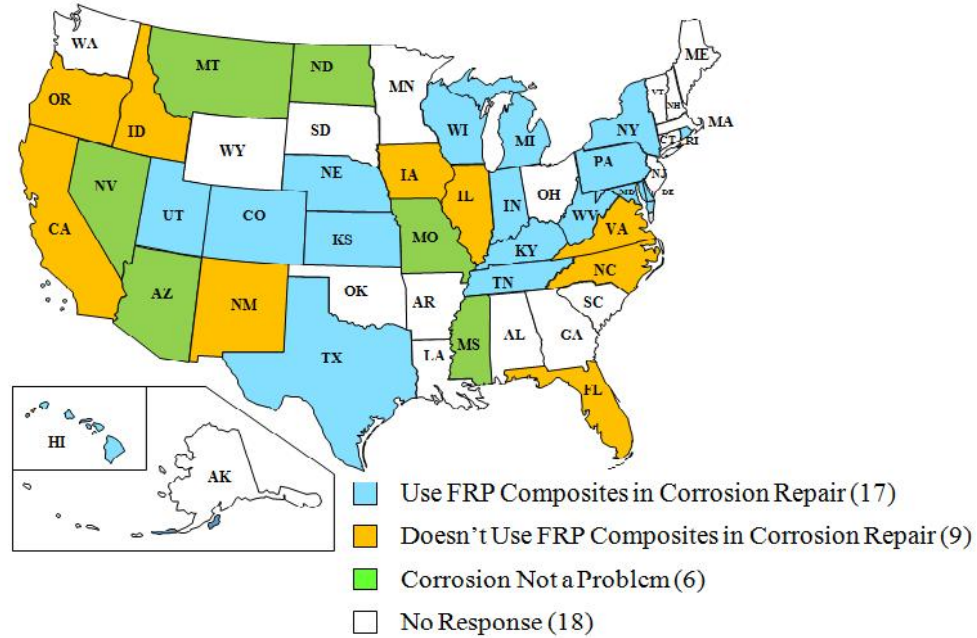 WA
MT
ND
MN
ME
VT
NH
OR
ID
SD
WI
MI
NY
MA
WY
CT
RI
NE
IA
PA
NJ
NV
IL
IN
OH
MD
DE
UT
CO
WV
CA
KS
MO
KY
VA
NC
TN
AZ
NM
OK
AR
SC
MS
AL
GA
TX
LA
FL
HI
AK
Use FRP Composites in Corrosion Repair (17)
Doesn't Use FRP Composites in Corrosion Repair (9)
Corrosion Not a Problem (6)
No Response (18)